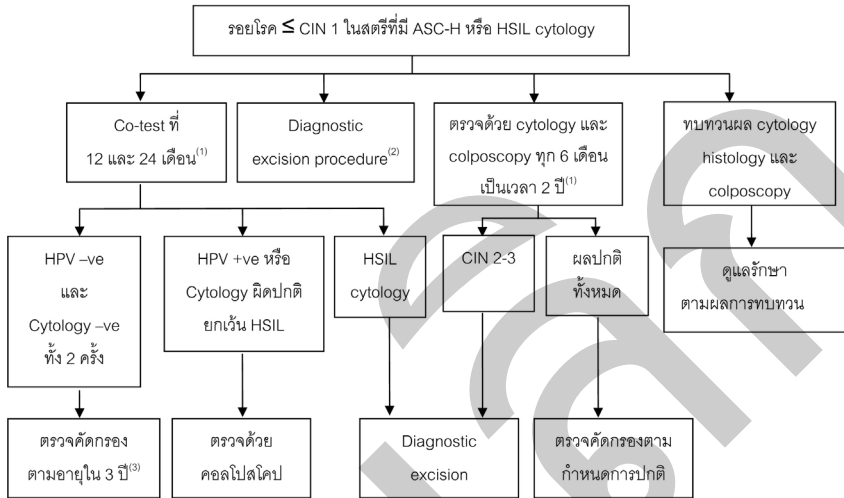 รอยโรค ≤ CIN 1 ในสตรีที่มี ASC-H หรือ HSIL cytology
Co-test ที่
12 และ 24 เดือน(1)
Diagnostic
excision procedure(2)
ตรวจด้วย cytology และ
colposcopy ทุก 6 เดือน
เป็นเวลา 2 ปี(1)
ทบทวนผล cytology
histology และ
colposcopy
HPV –ve
และ
Cytology –ve
ทั้ง 2 ครั้ง
HPV +ve หรือ
Cytology ผิดปกติ
ยกเว้น HSIL
HSIL
cytology
CIN 2-3
ผลปกติ
ทั้งหมด
ดูแลรักษา
ตามผลการทบทวน
ตรวจคัดกรอง
ตามอายุใน 3 ปี(3)
ตรวจด้วย
คอลโปสโคป
Diagnostic
excision
ตรวจคัดกรองตาม
กำหนดการปกติ